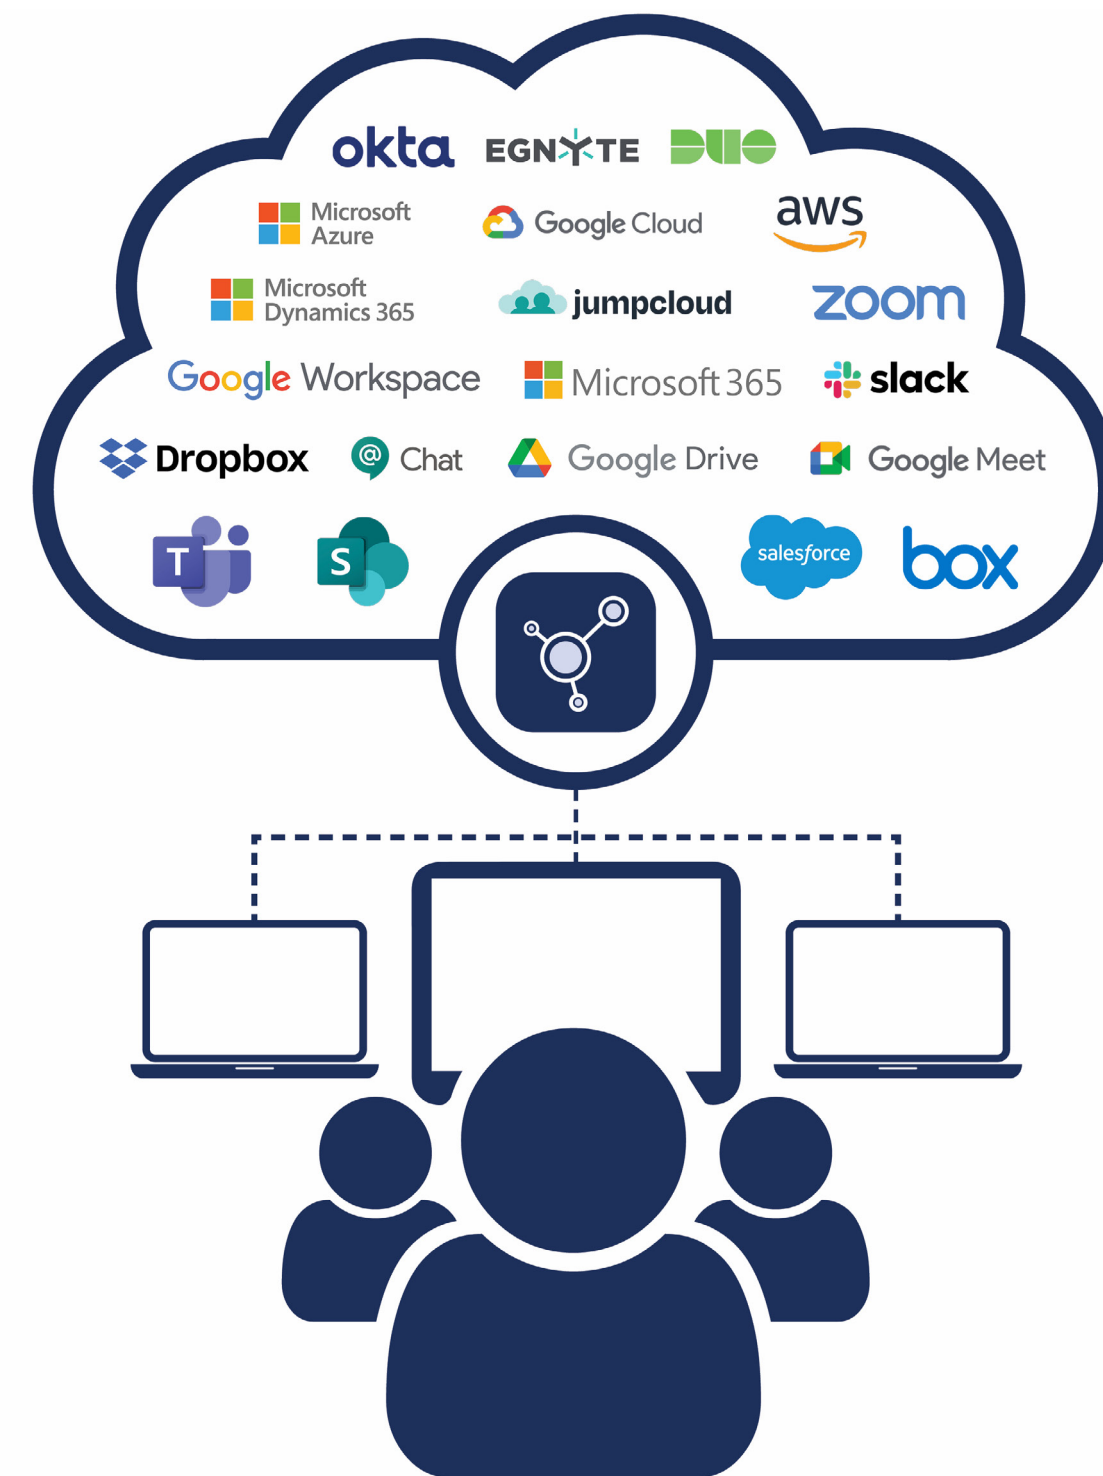 okta EGNYTE DUO
Microsoft Azure Google Cloud aws
Microsoft Dynamics 365 jumpcloud zoom
Google Workspace Microsoft 365 slack
Dropbox @ Chat Google Drive Google Meet
T S salesforce box